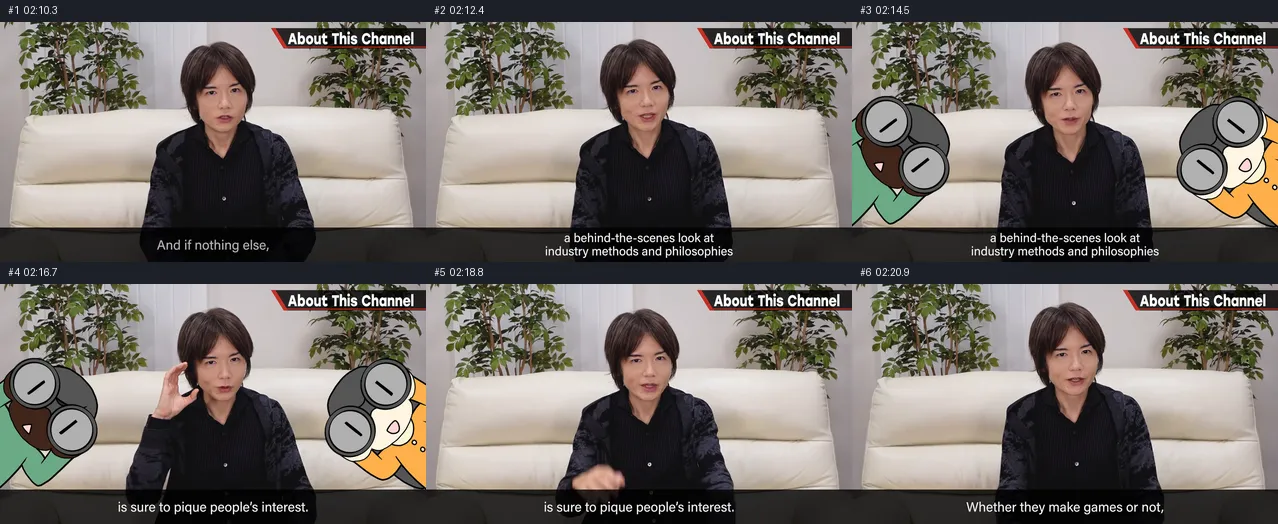 #1 02:10.3
About This Channel
And if nothing else,
#2 02:12.4
About This Channel
a behind-the-scenes look at
industry methods and philosophies
#3 02:14.5
About This Channel
a behind-the-scenes look at
industry methods and philosophies
#4 02:16.7
About This Channel
is sure to pique people's interest.
#5 02:18.8
About This Channel
is sure to pique people's interest.
#6 02:20.9
About This Channel
Whether they make games or not,